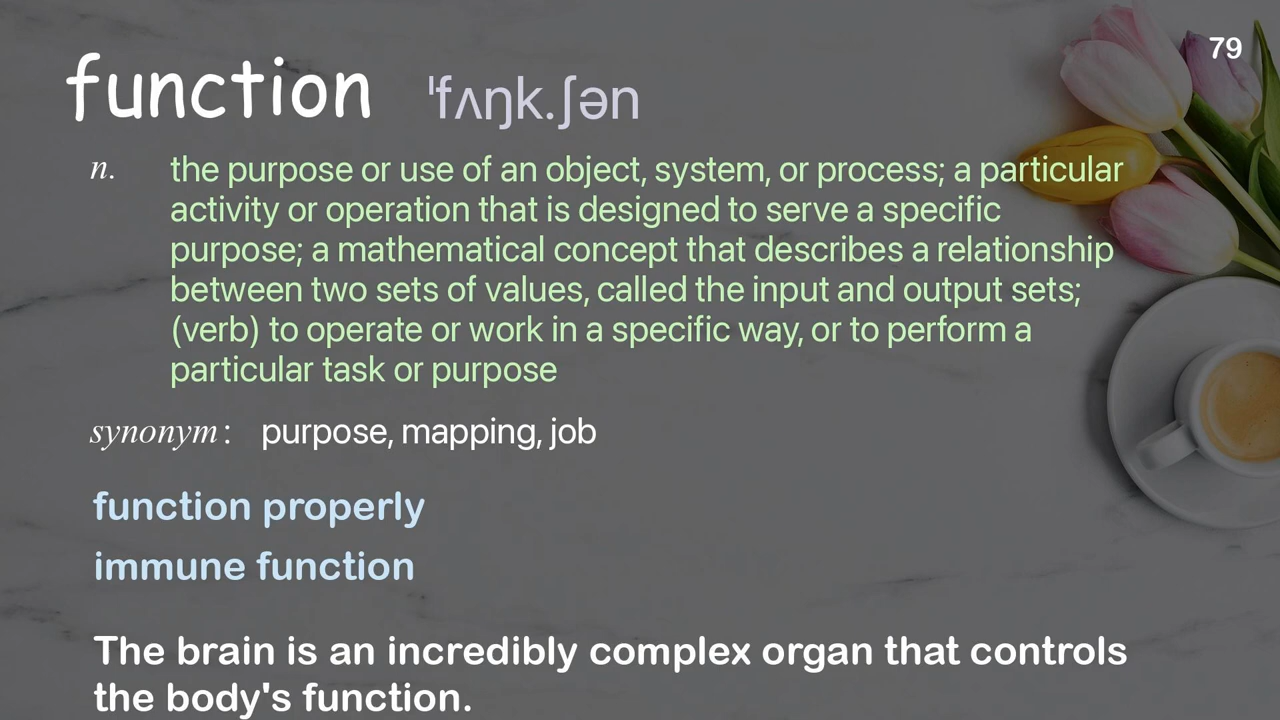 79
function ˈfʌŋk.ʃən
n. the purpose or use of an object, system, or process; a particular
activity or operation that is designed to serve a specific
purpose; a mathematical concept that describes a relationship
between two sets of values, called the input and output sets;
(verb) to operate or work in a specific way, or to perform a
particular task or purpose
synonym: purpose, mapping, job
function properly
immune function
The brain is an incredibly complex organ that controls
the body's function.